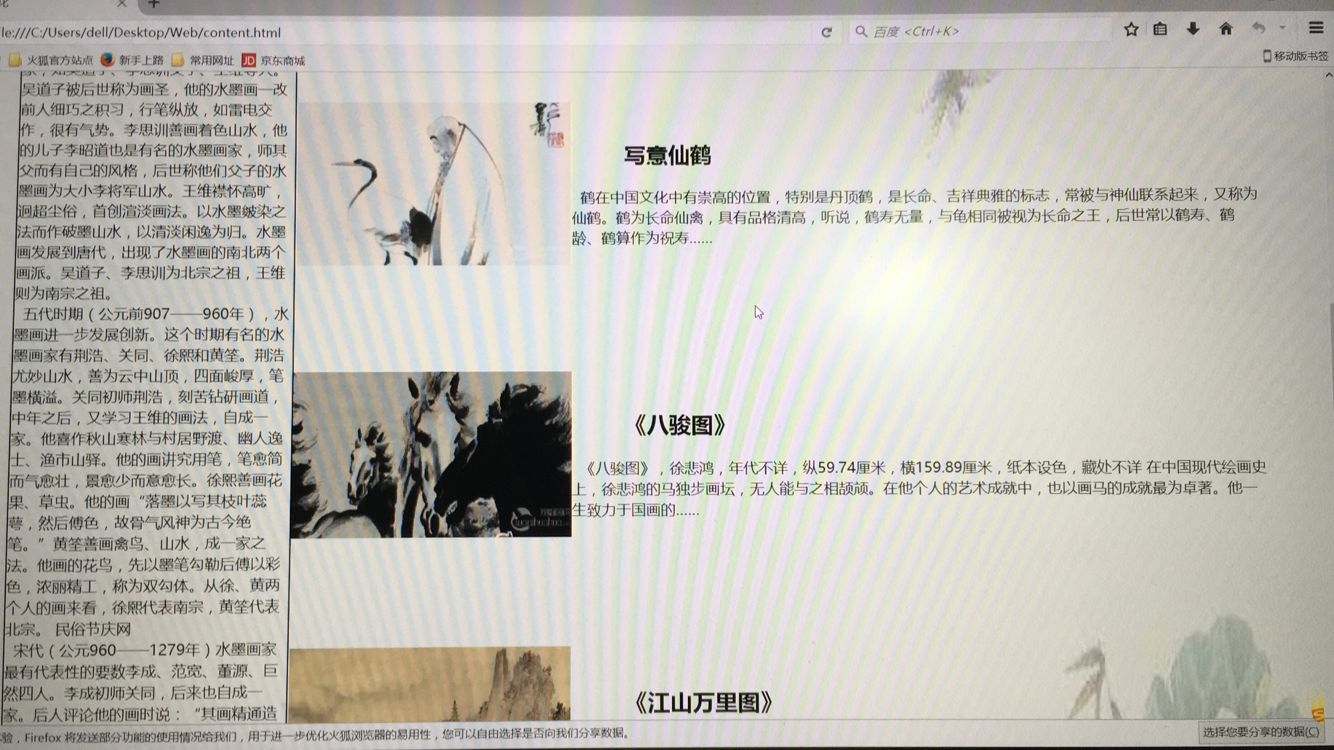 le:///C:/Users/dell/Desktop/Web/content.html
百度 <Ctrl+K>
火狐官方站点
新手上路
常用网址
JD 京东商城
移动版书签
家，如吴道子、李思训父子、王维等人。
吴道子被后世称为画圣，他的水墨画一改
前人细巧之积习，行笔纵放，如雷电交
作，很有气势。李思训善画着色山水，他
的儿子李昭道也是有名的水墨画家，师其
父而有自己的风格，后世称他们父子的水
墨画为大小李将军山水。王维襟怀高旷，
迥超尘俗，首创渲淡画法。以水墨皴染之
法而作破墨山水，以清淡闲逸为归。水墨
画发展到唐代，出现了水墨画的南北两个
画派。吴道子、李思训为北宗之祖，王维
则为南宗之祖。
五代时期（公元前907——960年），水
墨画进一步发展创新。这个时期有名的水
墨画家有荆浩、关同、徐熙和黄筌。荆浩
尤妙山水，善为云中山顶，四面峻厚，笔
墨横溢。关同初师荆浩，刻苦钻研画道，
中年之后，又学习王维的画法，自成一
家。他喜作秋山寒林与村居野渡、幽人逸
士、渔市山驿。他的画讲究用笔，笔愈简
而气愈壮，景愈少而意愈长。徐熙善画花
果、草虫。他的画“落墨以写其枝叶蕊
萼，然后傅色，故骨气风神为古今绝
笔。”黄筌善画禽鸟、山水，成一家之
法。他画的花鸟，先以墨笔勾勒后傅以彩
色，浓丽精工，称为双勾体。从徐、黄两
个人的画来看，徐熙代表南宗，黄筌代表
北宗。 民俗节庆网
宋代（公元960——1279年）水墨画家
最有代表性的要数李成、范宽、董源、巨
然四人。李成初师关同，后来也自成一
家。后人评论他的画时说：“其画精通造
写意仙鹤
鹤在中国文化中有崇高的位置，特别是丹顶鹤，是长命、吉祥典雅的标志，常被与神仙联系起来，又称为
仙鹤。鹤为长命仙禽，具有品格清高，听说，鹤寿无量，与龟相同被视为长命之王，后世常以鹤寿、鹤
龄、鹤算作为祝寿……
《八骏图》
《八骏图》，徐悲鸿，年代不详，纵59.74厘米，横159.89厘米，纸本设色，藏处不详 在中国现代绘画史
上，徐悲鸿的马独步画坛，无人能与之相颉颃。在他个人的艺术成就中，也以画马的成就最为卓著。他一
生致力于国画的……
《江山万里图》
验，Firefox 将发送部分功能的使用情况给我们，用于进一步优化火狐浏览器的易用性，您可以自由选择是否向我们分享数据。
选择您要分享的数据(C)